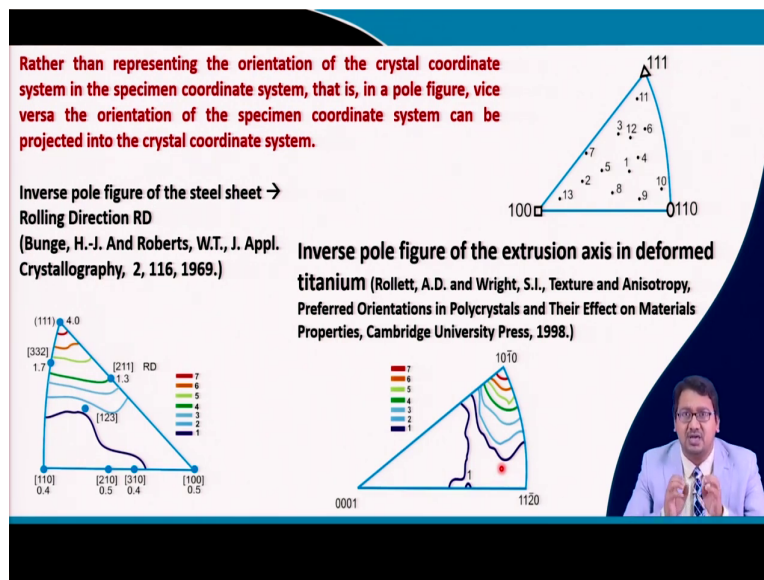 Rather than representing the orientation of the crystal coordinate
system in the specimen coordinate system, that is, in a pole figure, vice
versa the orientation of the specimen coordinate system can be
projected into the crystal coordinate system.
111
11
3 12 6
7
1 4
5
2
10
8
9
13
100
110
Inverse pole figure of the steel sheet →
Rolling Direction RD
(Bunge, H.-J. And Roberts, W.T., J. Appl.
Crystallography, 2, 116, 1969.)
Inverse pole figure of the extrusion axis in deformed
titanium (Rollett, A.D. and Wright, S.I., Texture and Anisotropy,
Preferred Orientations in Polycrystals and Their Effect on Materials
Properties, Cambridge University Press, 1998.)
(111) 4.0
[332]
1.7
[211] RD
1.3
[123]
7
6
5
4
3
2
1
[110] [210] [310] [100]
0.4 0.5 0.4 0.5
101̄0
7
6
5
4
3
2
1
1
0001
112̄0